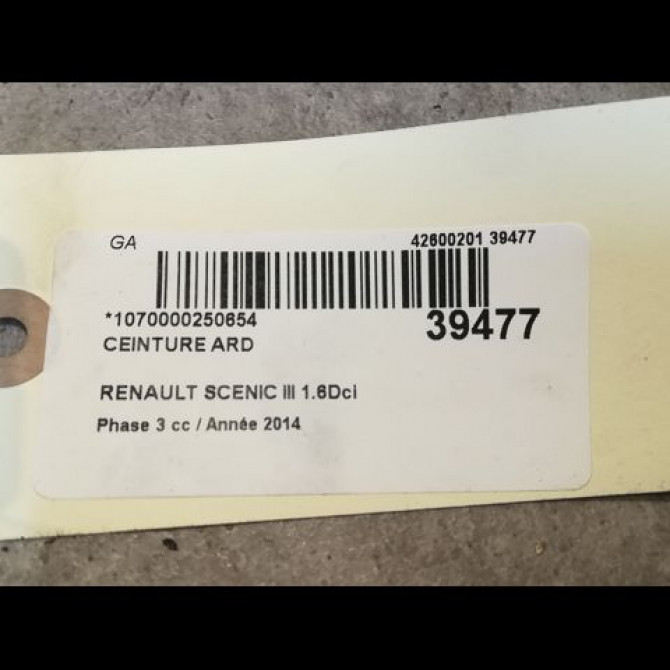 GA 42600201 39477
*1070000250654 39477
CEINTURE ARD
RENAULT SCENIC III 1.6Dci
Phase 3 cc / Année 2014